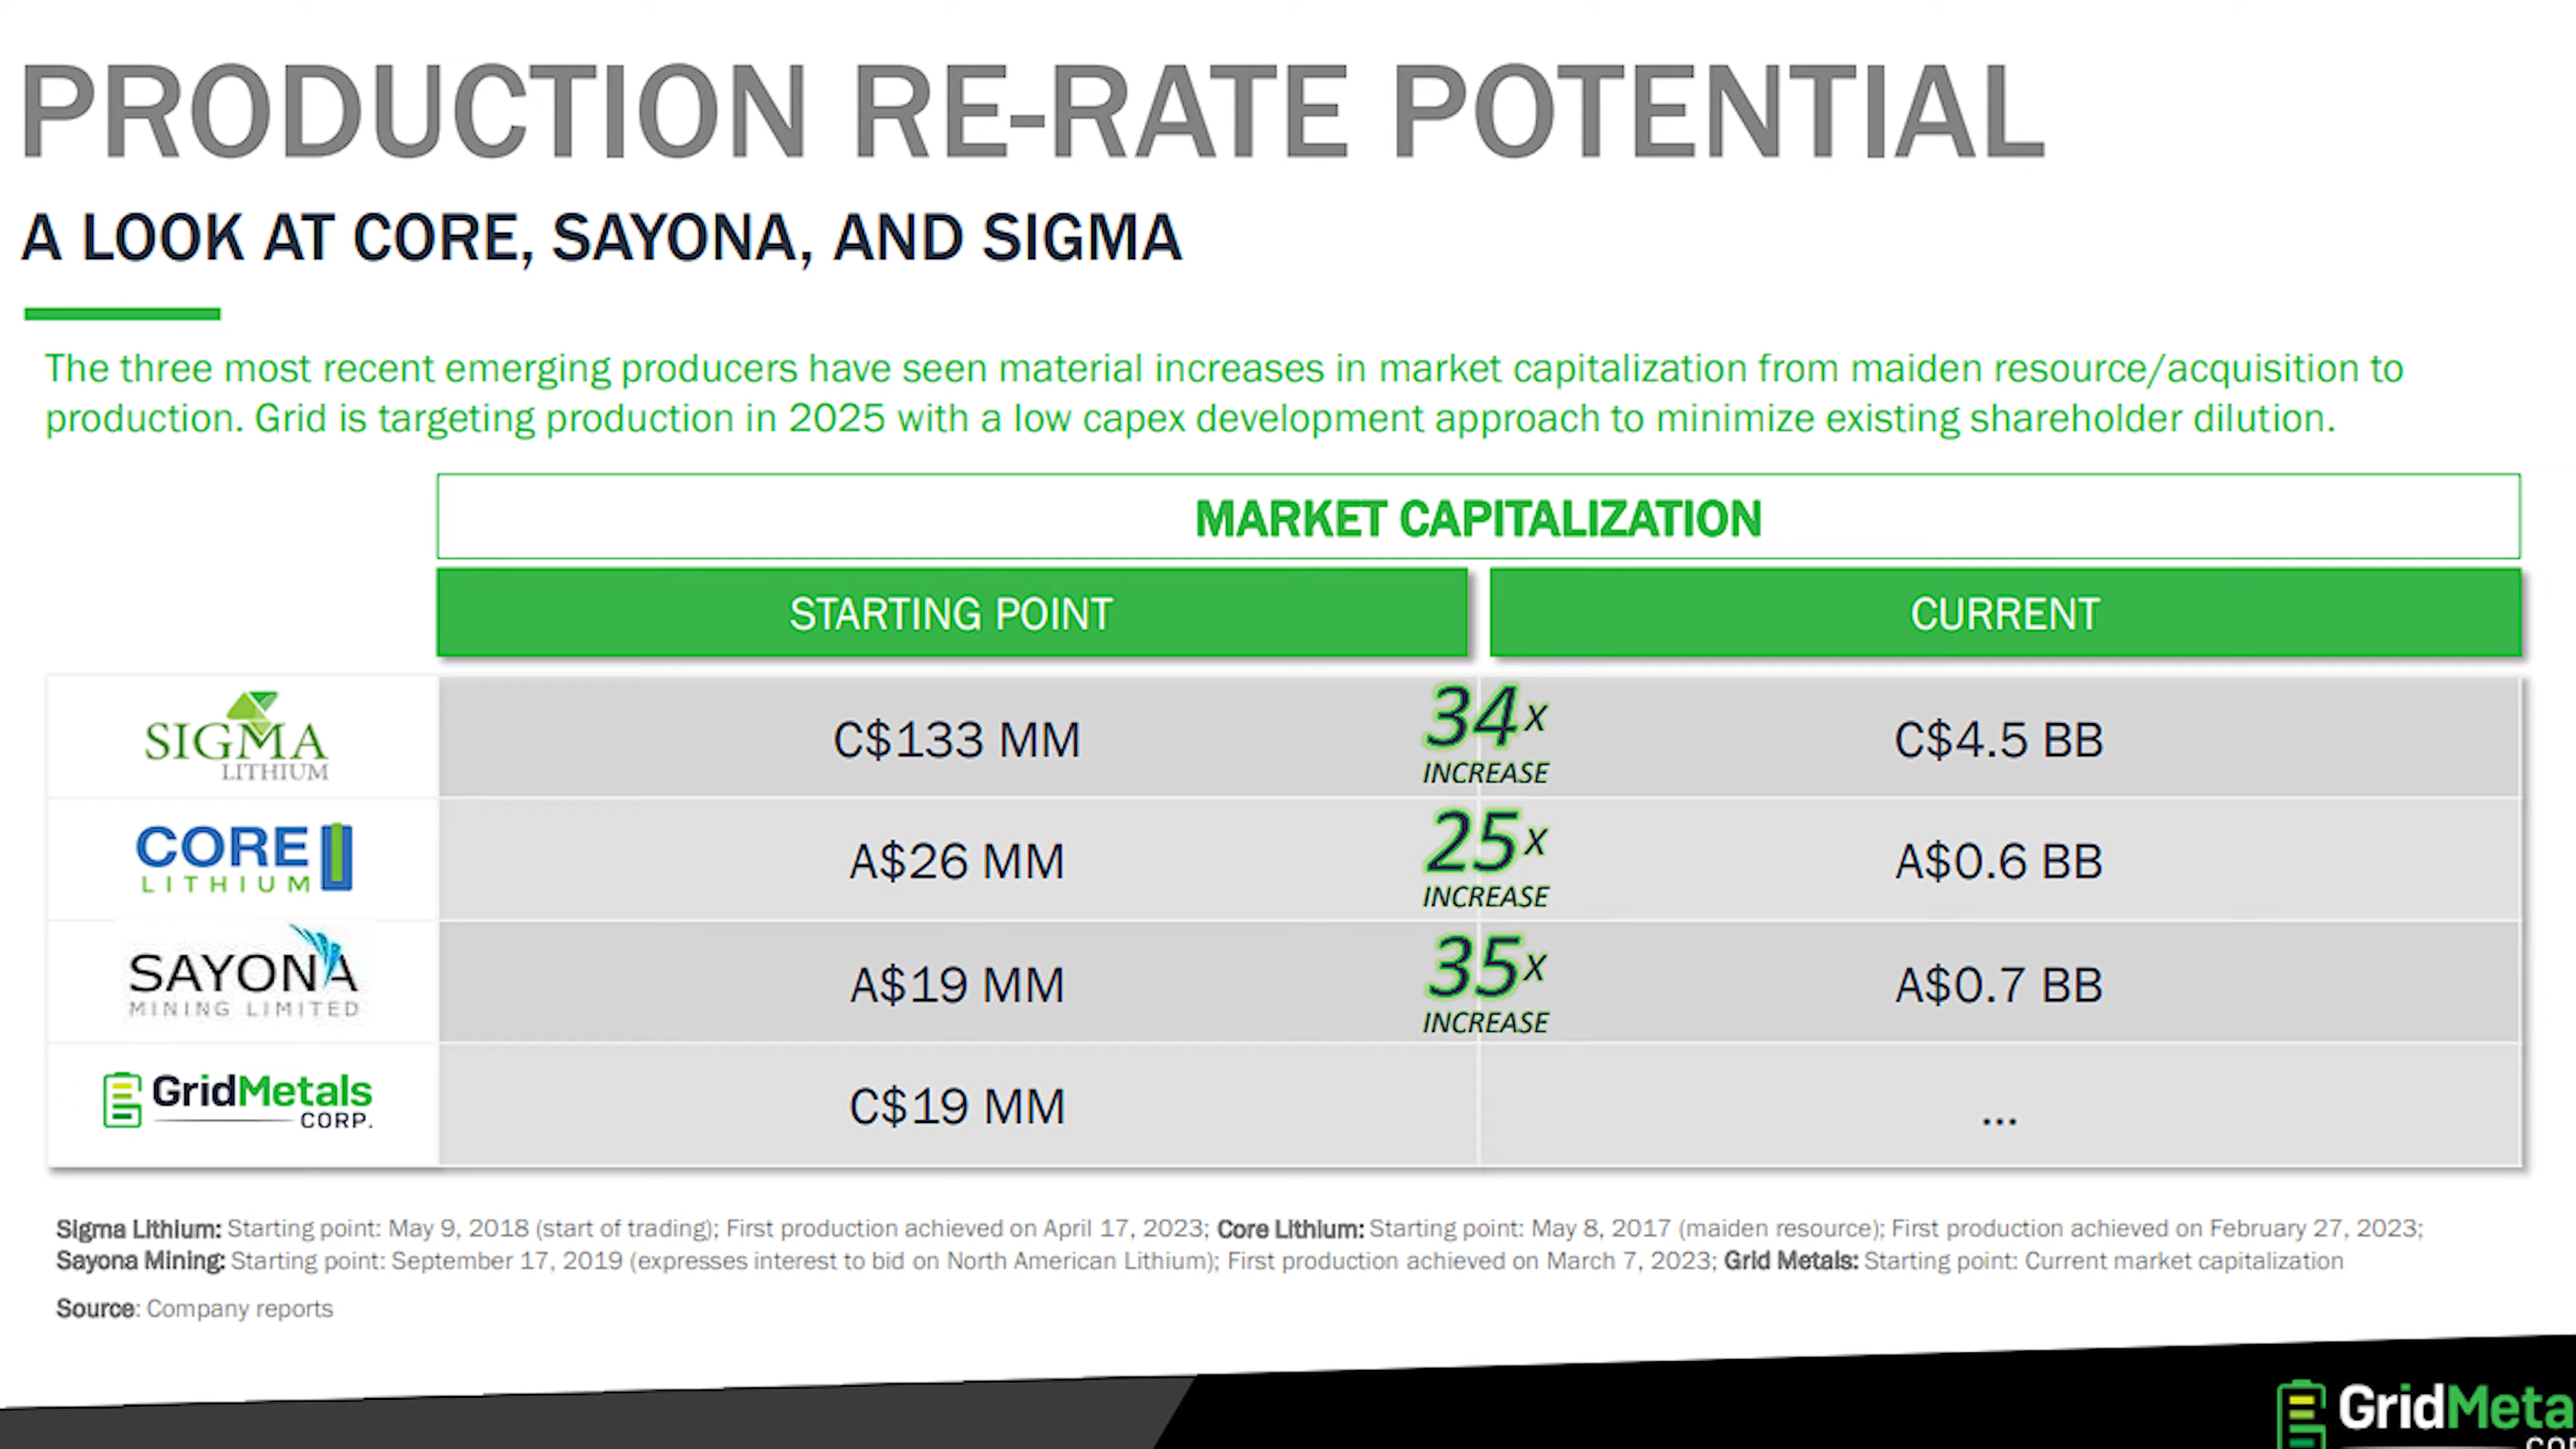 PRODUCTION RE-RATE POTENTIAL
A LOOK AT CORE, SAYONA, AND SIGMA
The three most recent emerging producers have seen material increases in market capitalization from maiden resource/acquisition to
production. Grid is targeting production in 2025 with a low capex development approach to minimize existing shareholder dilution.
MARKET CAPITALIZATION
STARTING POINT CURRENT
SIGMA
LITHIUM
C$133 MM
34x
INCREASE
C$4.5 BB
CORE
LITHIUM
A$26 MM
25x
INCREASE
A$0.6 BB
SAYONA
MINING LIMITED
A$19 MM
35x
INCREASE
A$0.7 BB
GridMetals
CORP.
C$19 MM
...
Sigma Lithium: Starting point: May 9, 2018 (start of trading); First production achieved on April 17, 2023; Core Lithium: Starting point: May 8, 2017 (maiden resource); First production achieved on February 27, 2023;
Sayona Mining: Starting point: September 17, 2019 (expresses interest to bid on North American Lithium); First production achieved on March 7, 2023; Grid Metals: Starting point: Current market capitalization
Source: Company reports
GridMeta